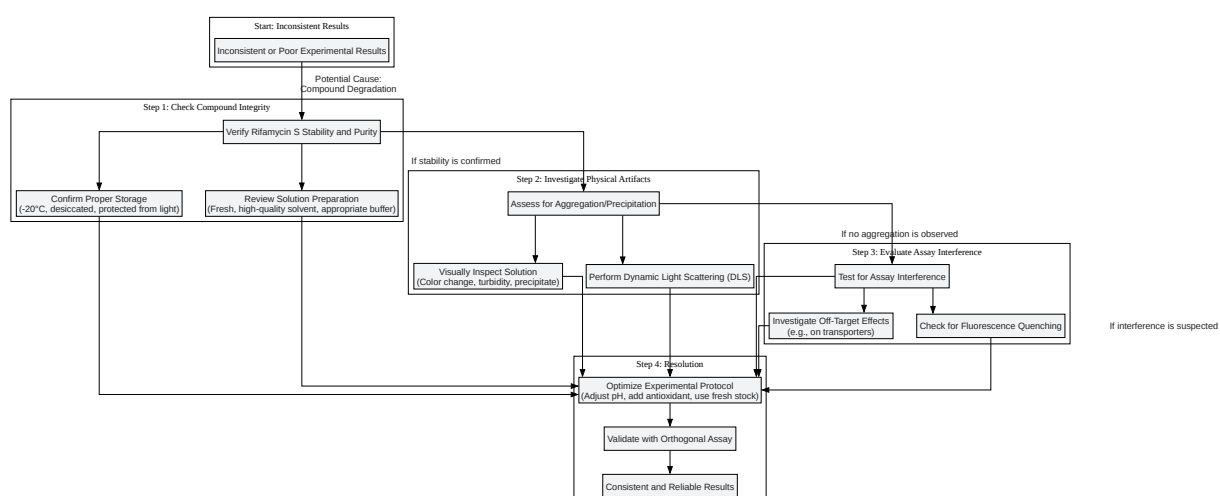 Start: Inconsistent Results
Inconsistent or Poor Experimental Results
Potential Cause:
Compound Degradation
Step 1: Check Compound Integrity
Verify Rifamycin S Stability and Purity
If stability is confirmed
Confirm Proper Storage
(-20°C, desiccated, protected from light)
Review Solution Preparation
(Fresh, high-quality solvent, appropriate buffer)
Step 2: Investigate Physical Artifacts
Assess for Aggregation/Precipitation
If no aggregation is observed
Visually Inspect Solution
(Color change, turbidity, precipitate)
Perform Dynamic Light Scattering (DLS)
Step 3: Evaluate Assay Interference
Test for Assay Interference
Investigate Off-Target Effects
(e.g., on transporters)
Check for Fluorescence Quenching
If interference is suspected
Step 4: Resolution
Optimize Experimental Protocol
(Adjust pH, add antioxidant, use fresh stock)
Validate with Orthogonal Assay
Consistent and Reliable Results